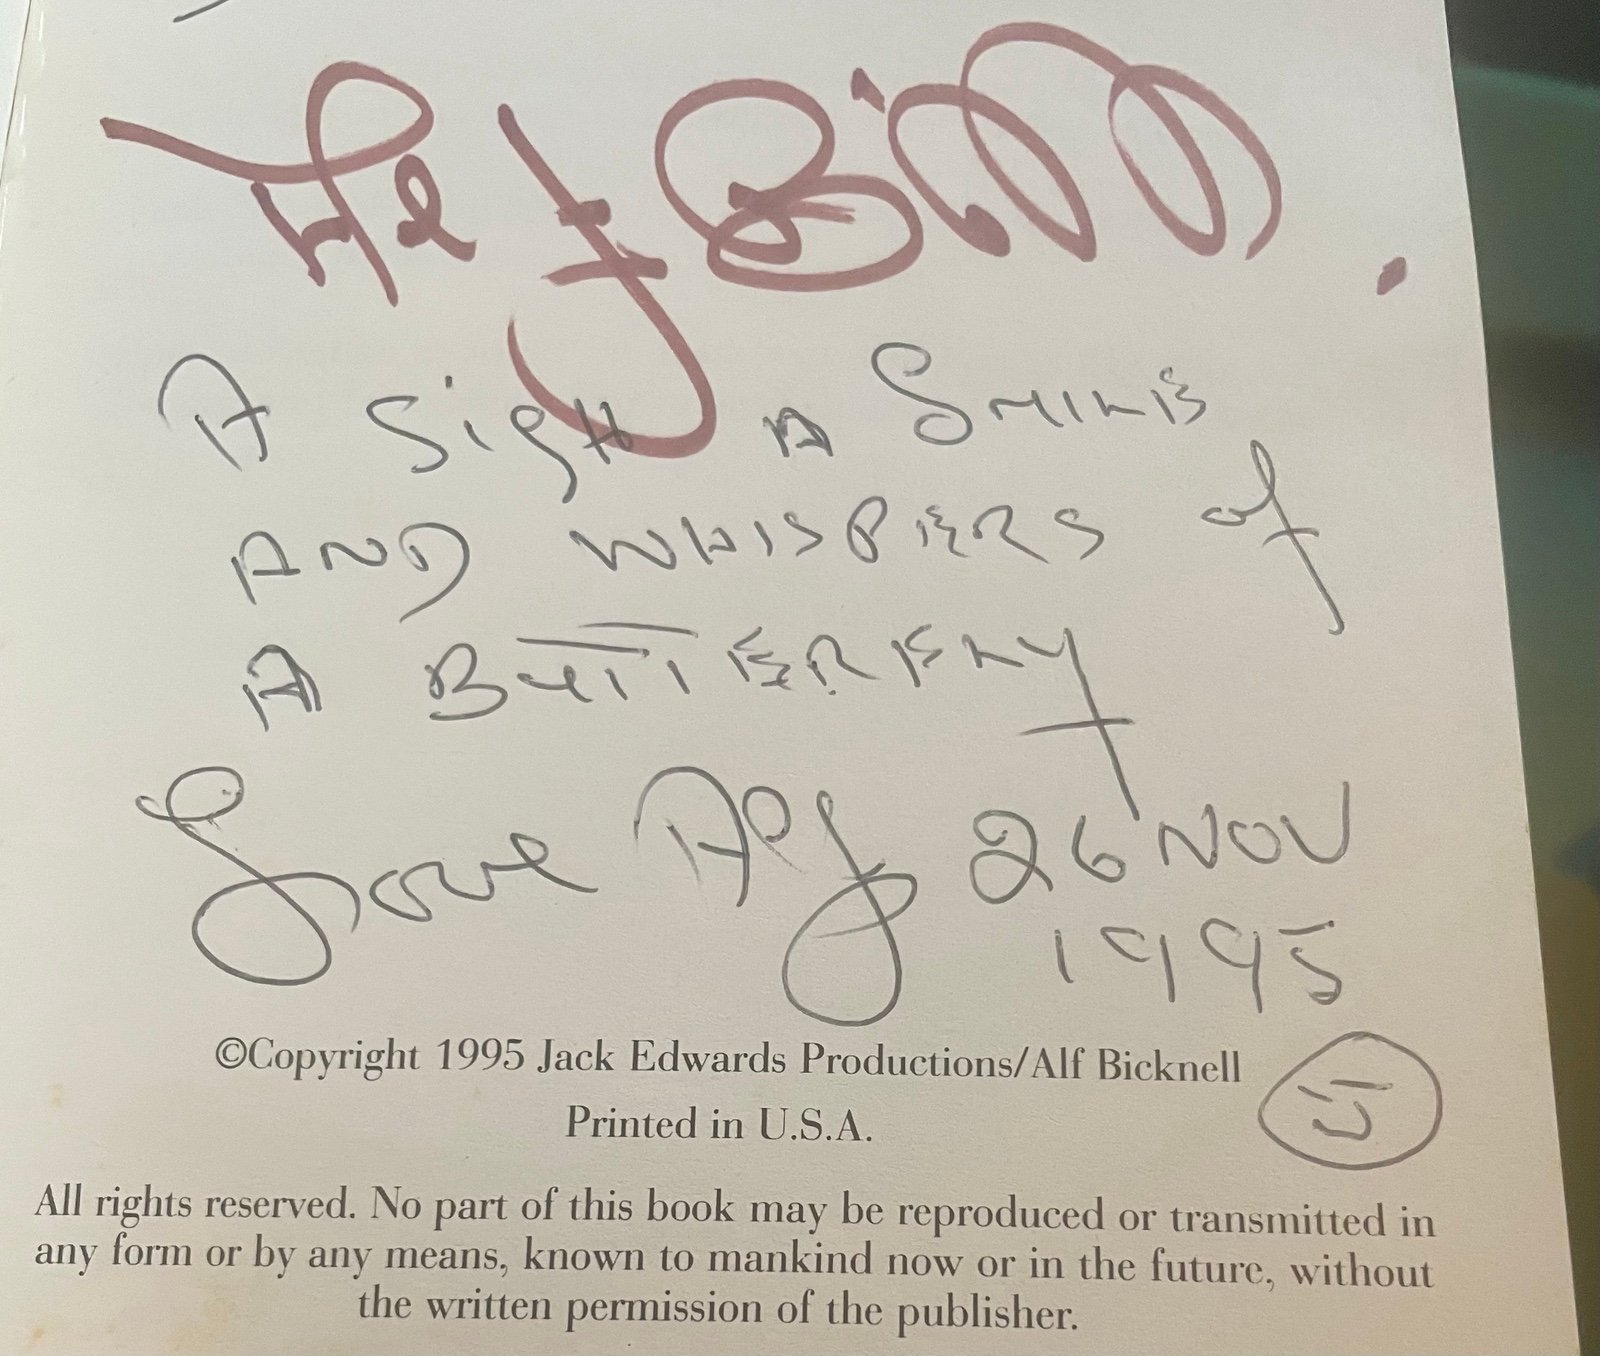 Hey Bill.
A SigH A SMILE
AND WHISPERS of
A BUTTERFLY
Love Alf 26 NOV
1995
©Copyright 1995 Jack Edwards Productions/Alf Bicknell
Printed in U.S.A.
All rights reserved. No part of this book may be reproduced or transmitted in
any form or by any means, known to mankind now or in the future, without
the written permission of the publisher.